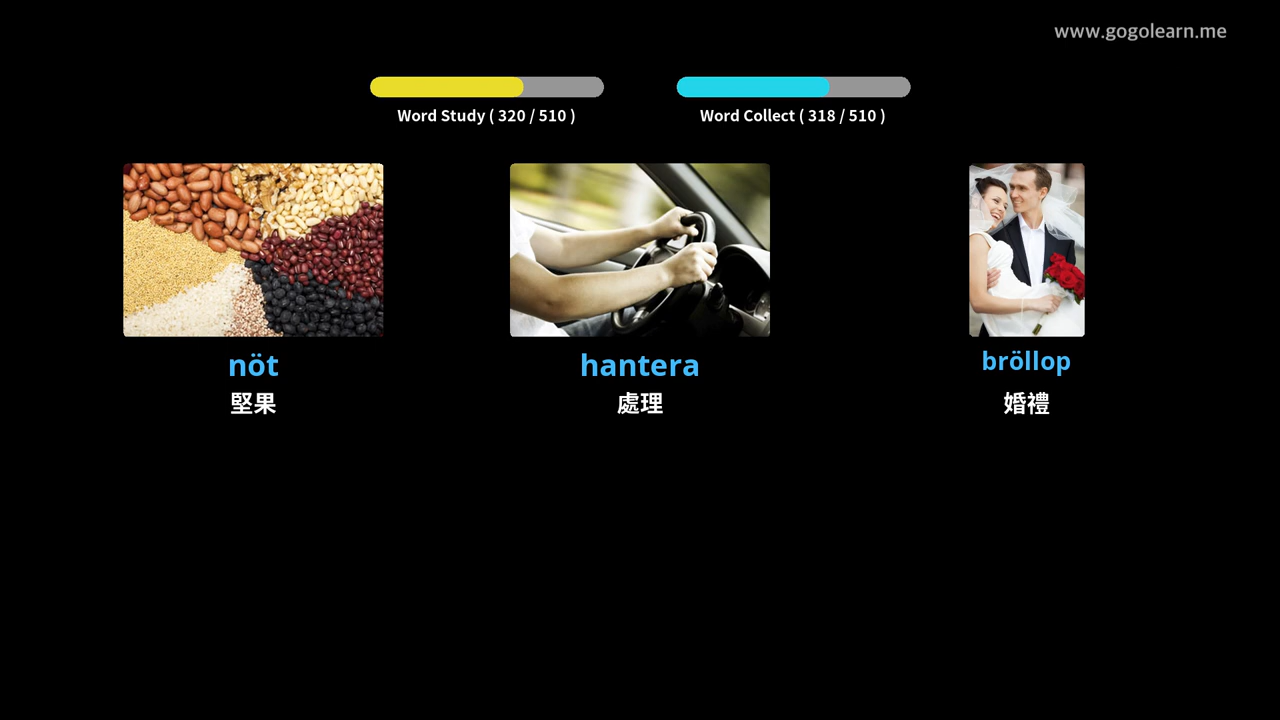 www.gogolearn.me
Word Study ( 320 / 510 )
Word Collect ( 318 / 510 )
nöt
hantera
bröllop
堅果
處理
婚禮